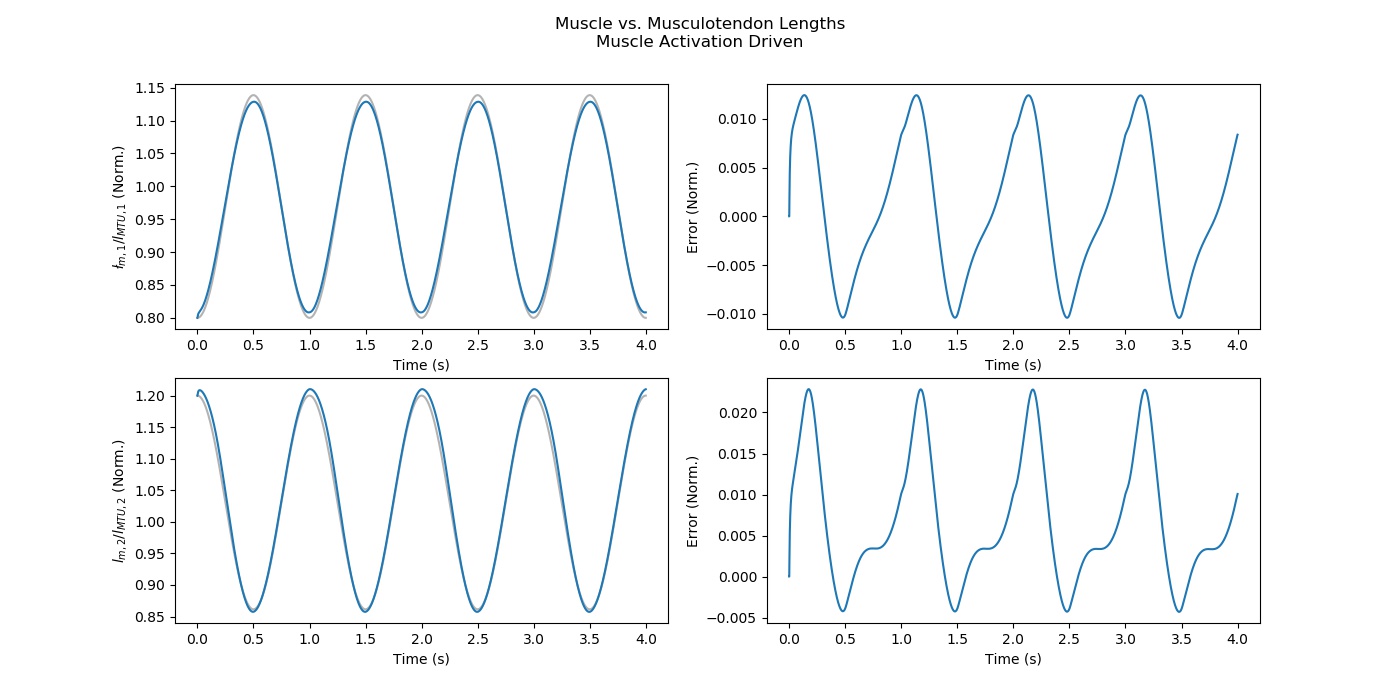 Muscle vs. Musculotendon Lengths
Muscle Activation Driven
l_{m,1}/l_{MTU,1} (Norm.)
1.15
1.10
1.05
1.00
0.95
0.90
0.85
0.80
0.0 0.5 1.0 1.5 2.0 2.5 3.0 3.5 4.0
Time (s)
Error (Norm.)
0.010
0.005
0.000
−0.005
−0.010
0.0 0.5 1.0 1.5 2.0 2.5 3.0 3.5 4.0
Time (s)
l_{m,2}/l_{MTU,2} (Norm.)
1.20
1.15
1.10
1.05
1.00
0.95
0.90
0.85
0.0 0.5 1.0 1.5 2.0 2.5 3.0 3.5 4.0
Time (s)
Error (Norm.)
0.020
0.015
0.010
0.005
0.000
−0.005
0.0 0.5 1.0 1.5 2.0 2.5 3.0 3.5 4.0
Time (s)